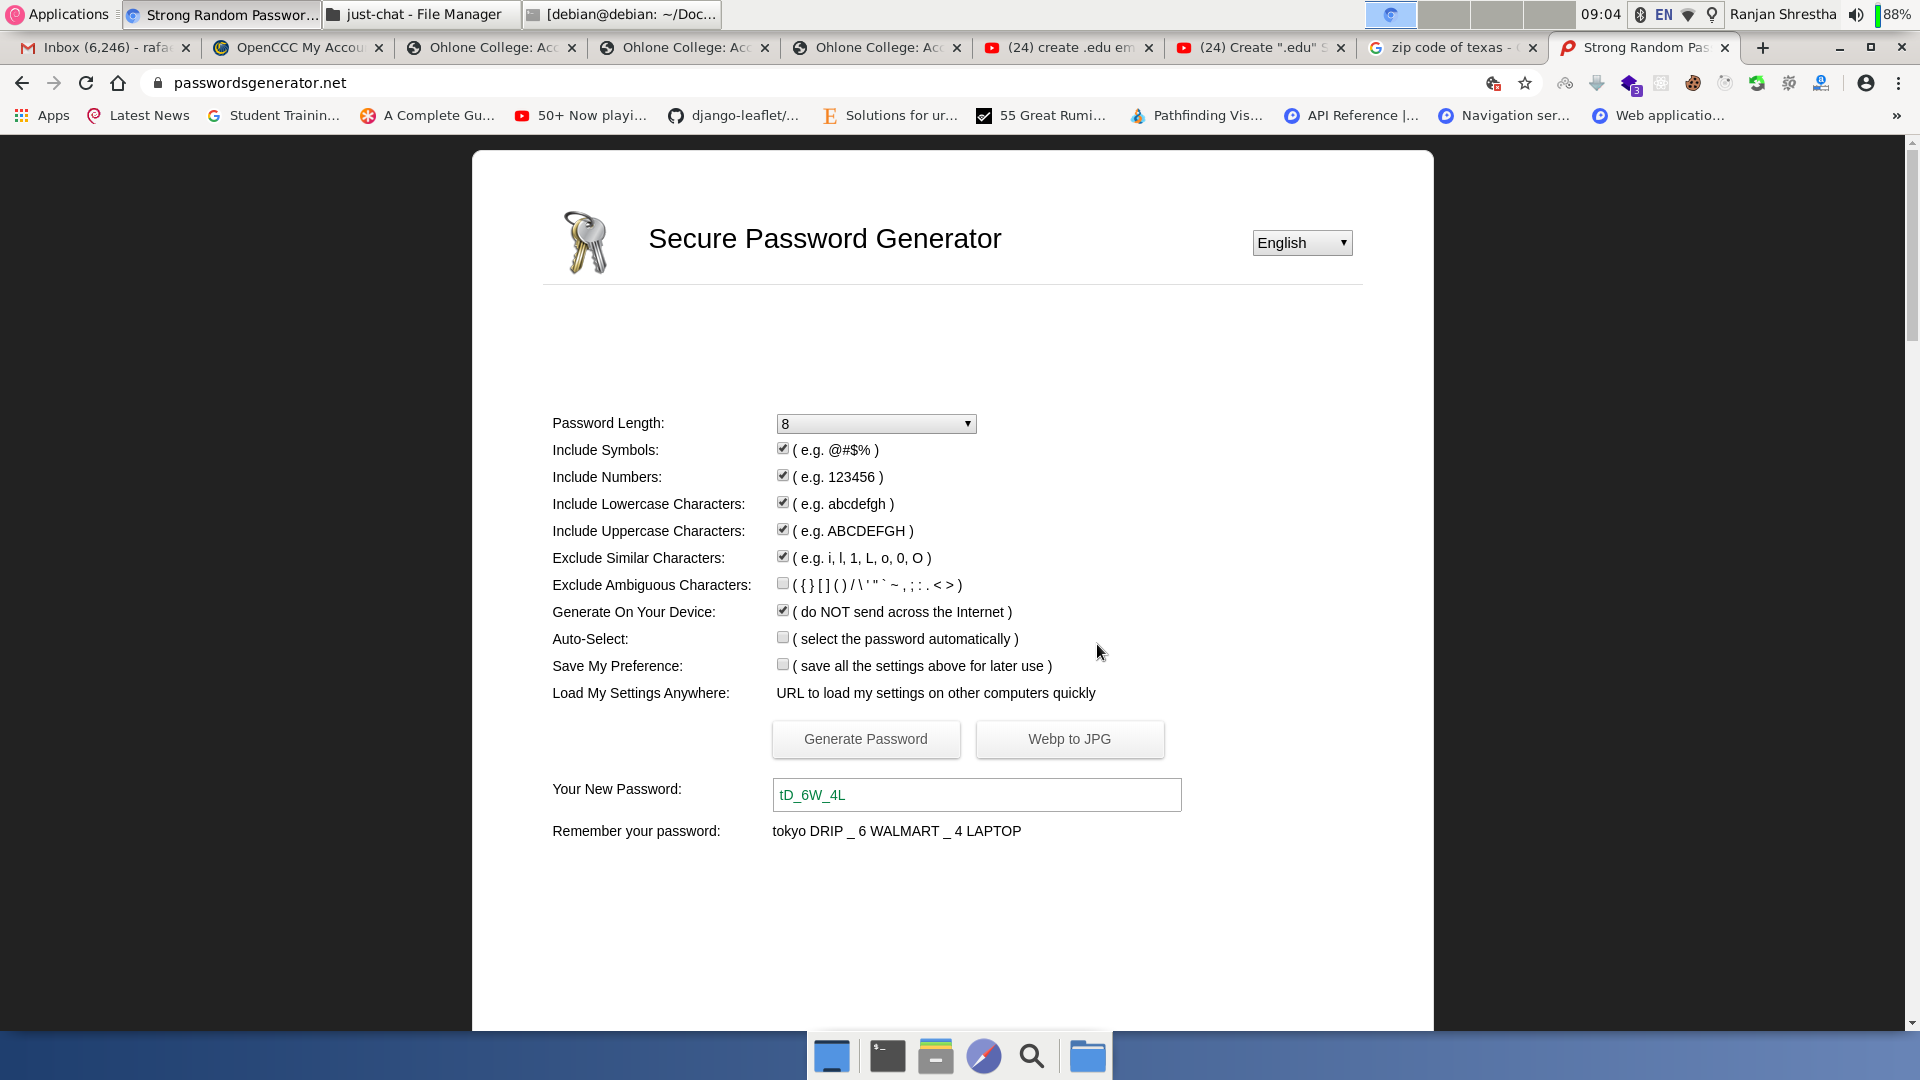 Applications
Strong Random Passwor...
just-chat - File Manager
[debian@debian: ~/Doc...
09:04
EN
Ranjan Shrestha
88%
Inbox (6,246) - rafa
OpenCCC My Accou
Ohlone College: Acc
Ohlone College: Acc
Ohlone College: Acc
(24) create .edu em
(24) Create ".edu" S
zip code of texas -
Strong Random Pas
passwordsgenerator.net
3
Apps
Latest News
Student Trainin...
A Complete Gu...
50+ Now playi...
django-leaflet/...
Solutions for ur...
55 Great Rumi...
Pathfinding Vis...
API Reference |...
Navigation ser...
Web applicatio...
»
Secure Password Generator
English
Password Length: 8
Include Symbols: ( e.g. @#$% )
Include Numbers: ( e.g. 123456 )
Include Lowercase Characters: ( e.g. abcdefgh )
Include Uppercase Characters: ( e.g. ABCDEFGH )
Exclude Similar Characters: ( e.g. i, l, 1, L, o, 0, O )
Exclude Ambiguous Characters: ( { } [ ] ( ) / \ ' " ` ~ , ; : . < > )
Generate On Your Device: ( do NOT send across the Internet )
Auto-Select: ( select the password automatically )
Save My Preference: ( save all the settings above for later use )
Load My Settings Anywhere: URL to load my settings on other computers quickly
Generate Password
Webp to JPG
Your New Password: tD_6W_4L
Remember your password: tokyo DRIP _ 6 WALMART _ 4 LAPTOP